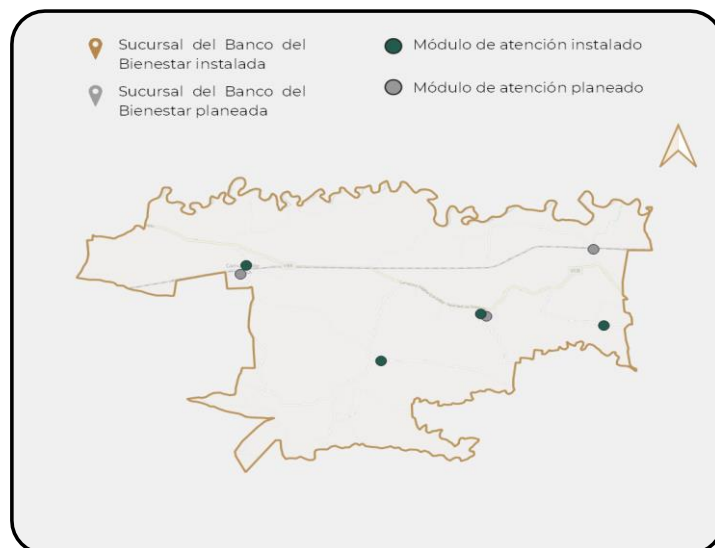 Sucursal del Banco del
Bienestar instalada
Sucursal del Banco del
Bienestar planeada
Módulo de atención instalado
Módulo de atención planeado